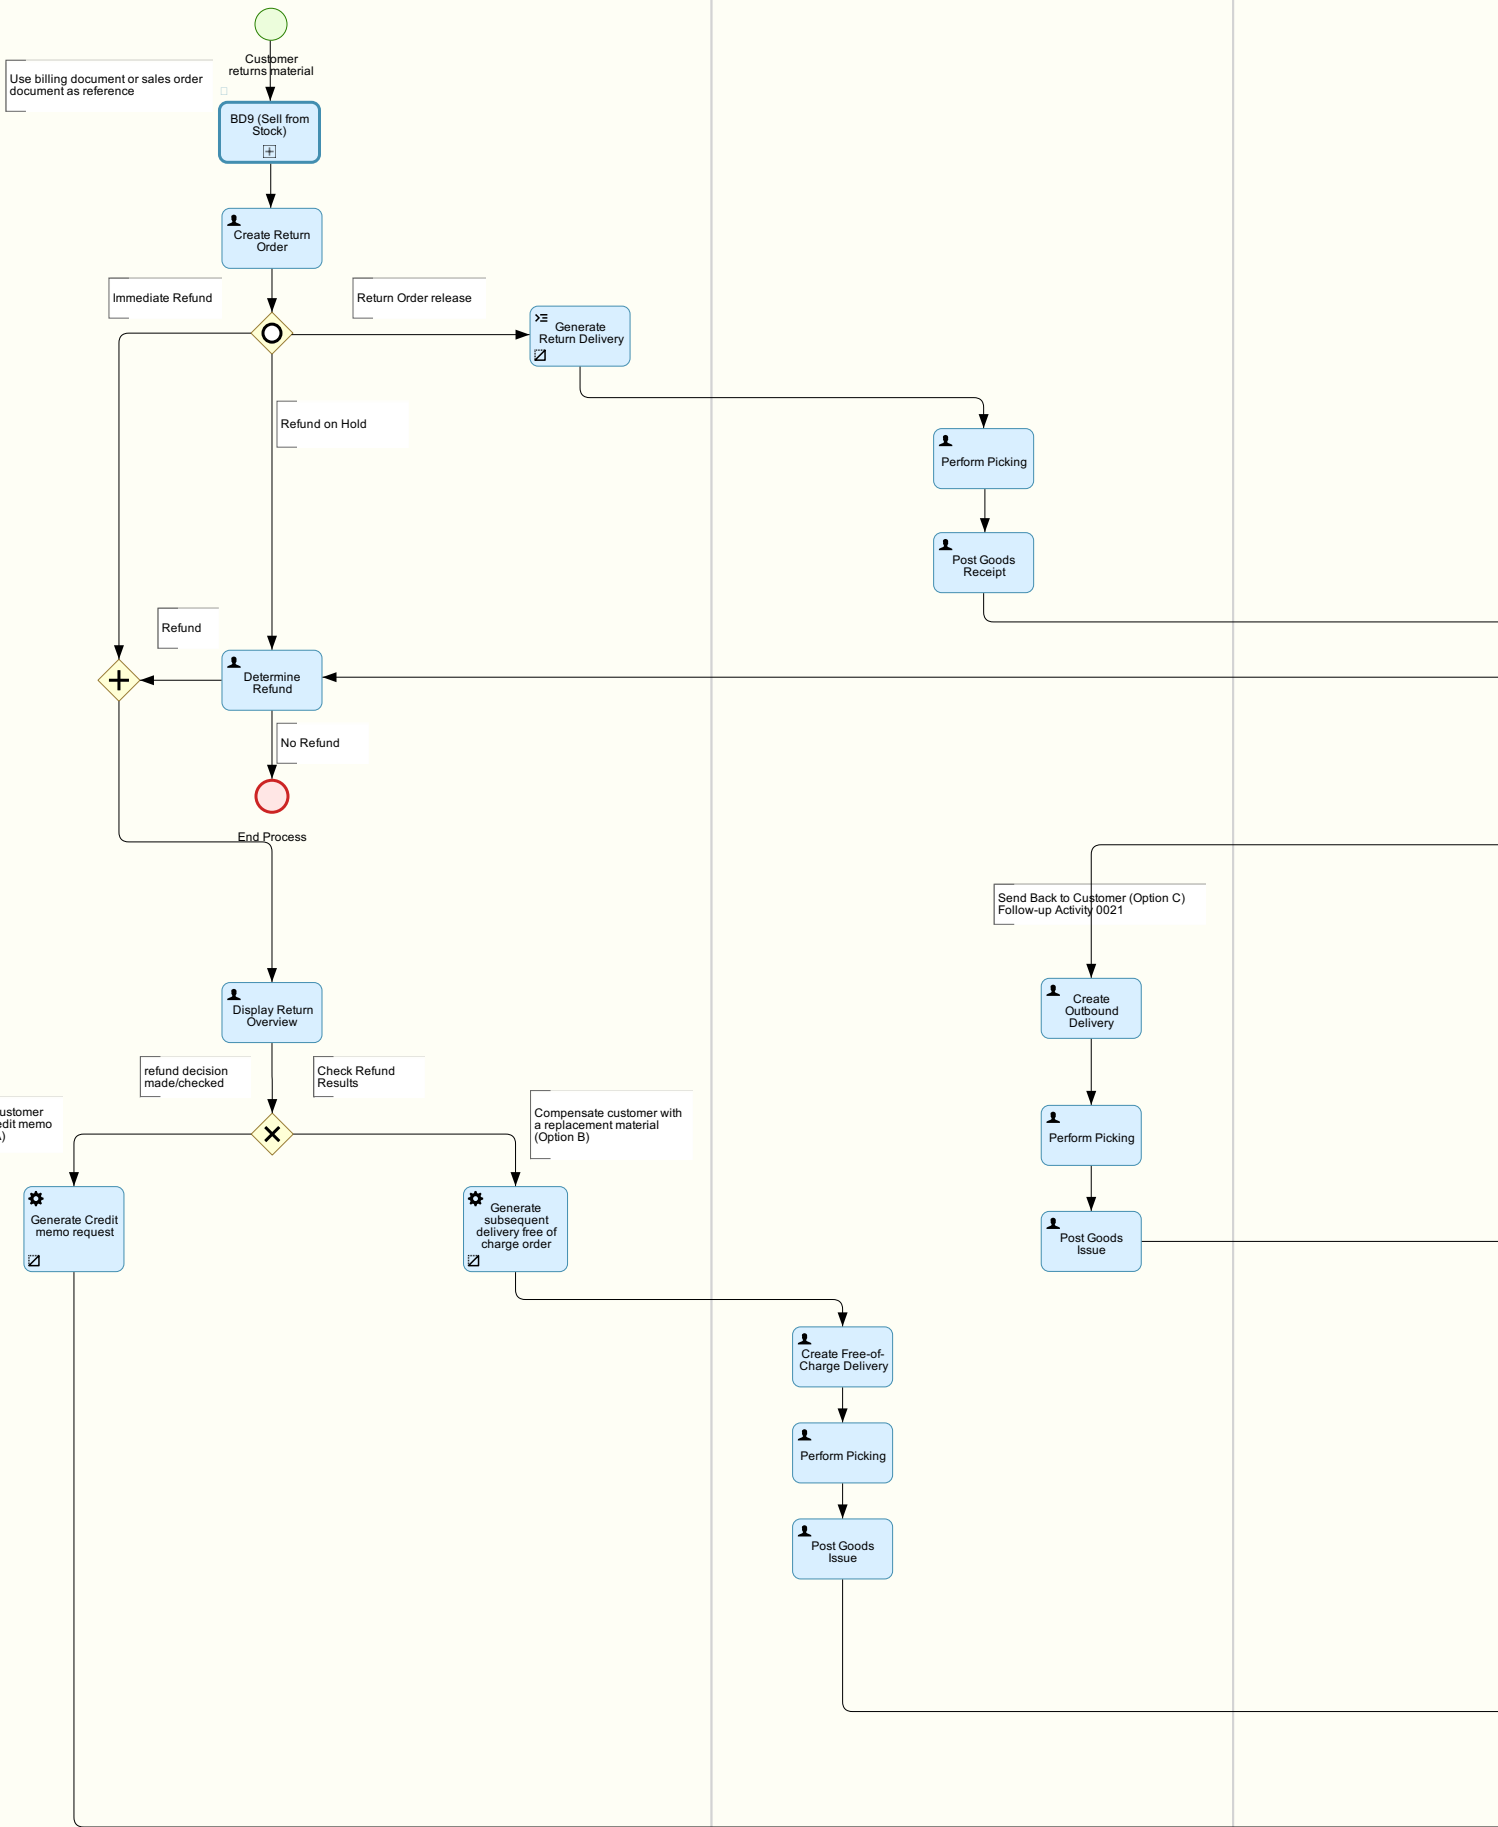 Customer
returns material
Use billing document or sales order
document as reference
BD9 (Sell from
Stock)
Create Return
Order
Immediate Refund
Return Order release
Generate
Return Delivery
Refund on Hold
Perform Picking
Post Goods
Receipt
Refund
Determine
Refund
No Refund
End Process
Send Back to Customer (Option C)
Follow-up Activity 0021
Create
Outbound
Delivery
Display Return
Overview
refund decision
made/checked
Check Refund
Results
Compensate customer with
a replacement material
(Option B)
ustomer
edit memo
)
Perform Picking
Generate Credit
memo request
Generate
subsequent
delivery free of
charge order
Post Goods
Issue
Create Free-of-
Charge Delivery
Perform Picking
Post Goods
Issue